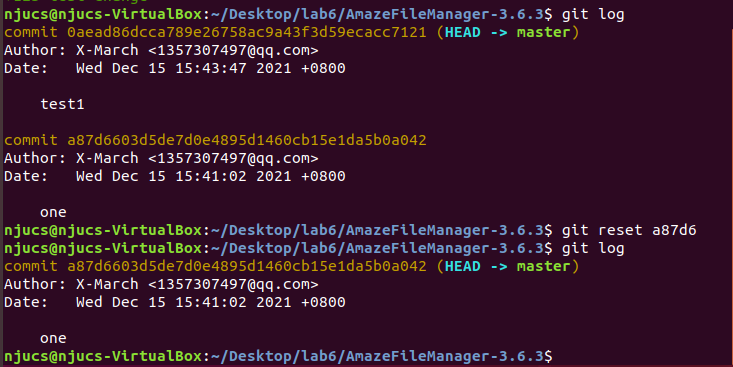 njucs@njucs-VirtualBox:~/Desktop/lab6/AmazeFileManager-3.6.3$ git log
commit 0aead86dcca789e26758ac9a43f3d59ecacc7121 (HEAD -> master)
Author: X-March <1357307497@qq.com>
Date:   Wed Dec 15 15:43:47 2021 +0800
    test1
commit a87d6603d5de7d0e4895d1460cb15e1da5b0a042
Author: X-March <1357307497@qq.com>
Date:   Wed Dec 15 15:41:02 2021 +0800
    one
njucs@njucs-VirtualBox:~/Desktop/lab6/AmazeFileManager-3.6.3$ git reset a87d6
njucs@njucs-VirtualBox:~/Desktop/lab6/AmazeFileManager-3.6.3$ git log
commit a87d6603d5de7d0e4895d1460cb15e1da5b0a042 (HEAD -> master)
Author: X-March <1357307497@qq.com>
Date:   Wed Dec 15 15:41:02 2021 +0800
    one
njucs@njucs-VirtualBox:~/Desktop/lab6/AmazeFileManager-3.6.3$